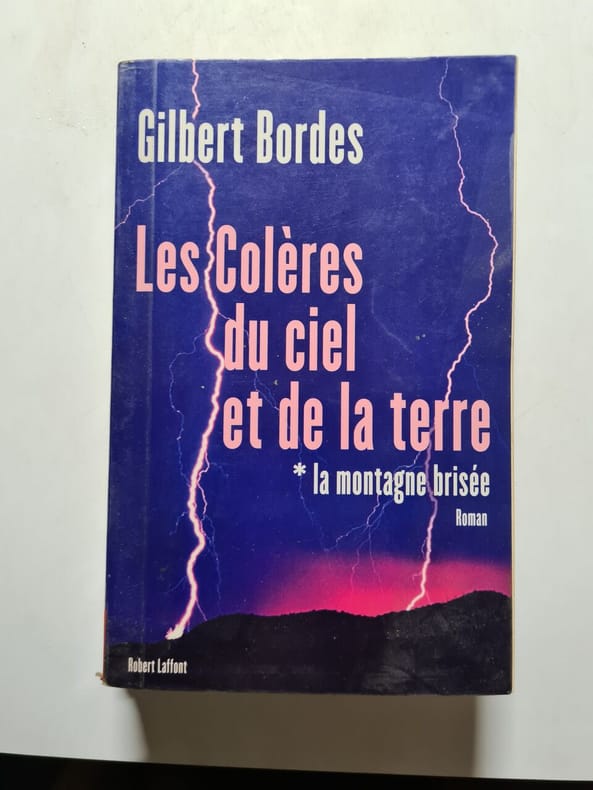 Gilbert Bordes
Les Colères
du ciel
et de la terre
* la montagne brisée
Roman
Robert Laffont